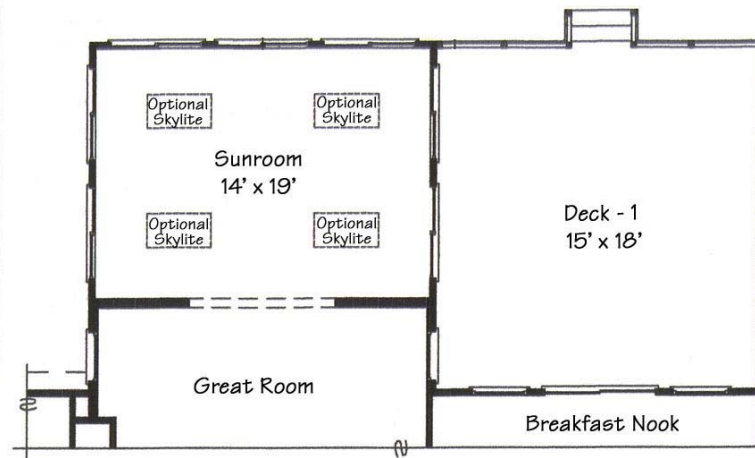 Optional
Skylite
Optional
Skylite
Sunroom
14' x 19'
Optional
Skylite
Optional
Skylite
Deck - 1
15' x 18'
Great Room
Breakfast Nook